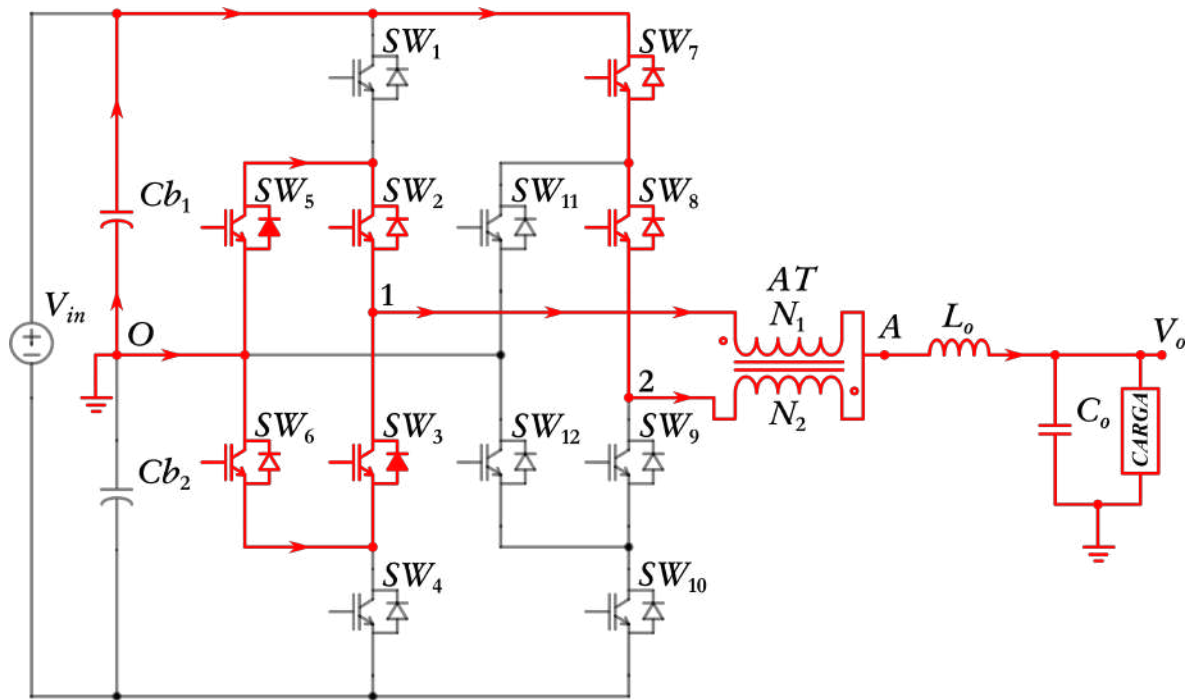 SW₁
SW₇
Cb₁
SW₅
SW₂
SW₁₁
SW₈
Vᵢₙ
O
1
AT
N₁
A
Lₒ
Vₒ
2
N₂
Cₒ
CARGA
SW₆
SW₃
SW₁₂
SW₉
Cb₂
SW₄
SW₁₀